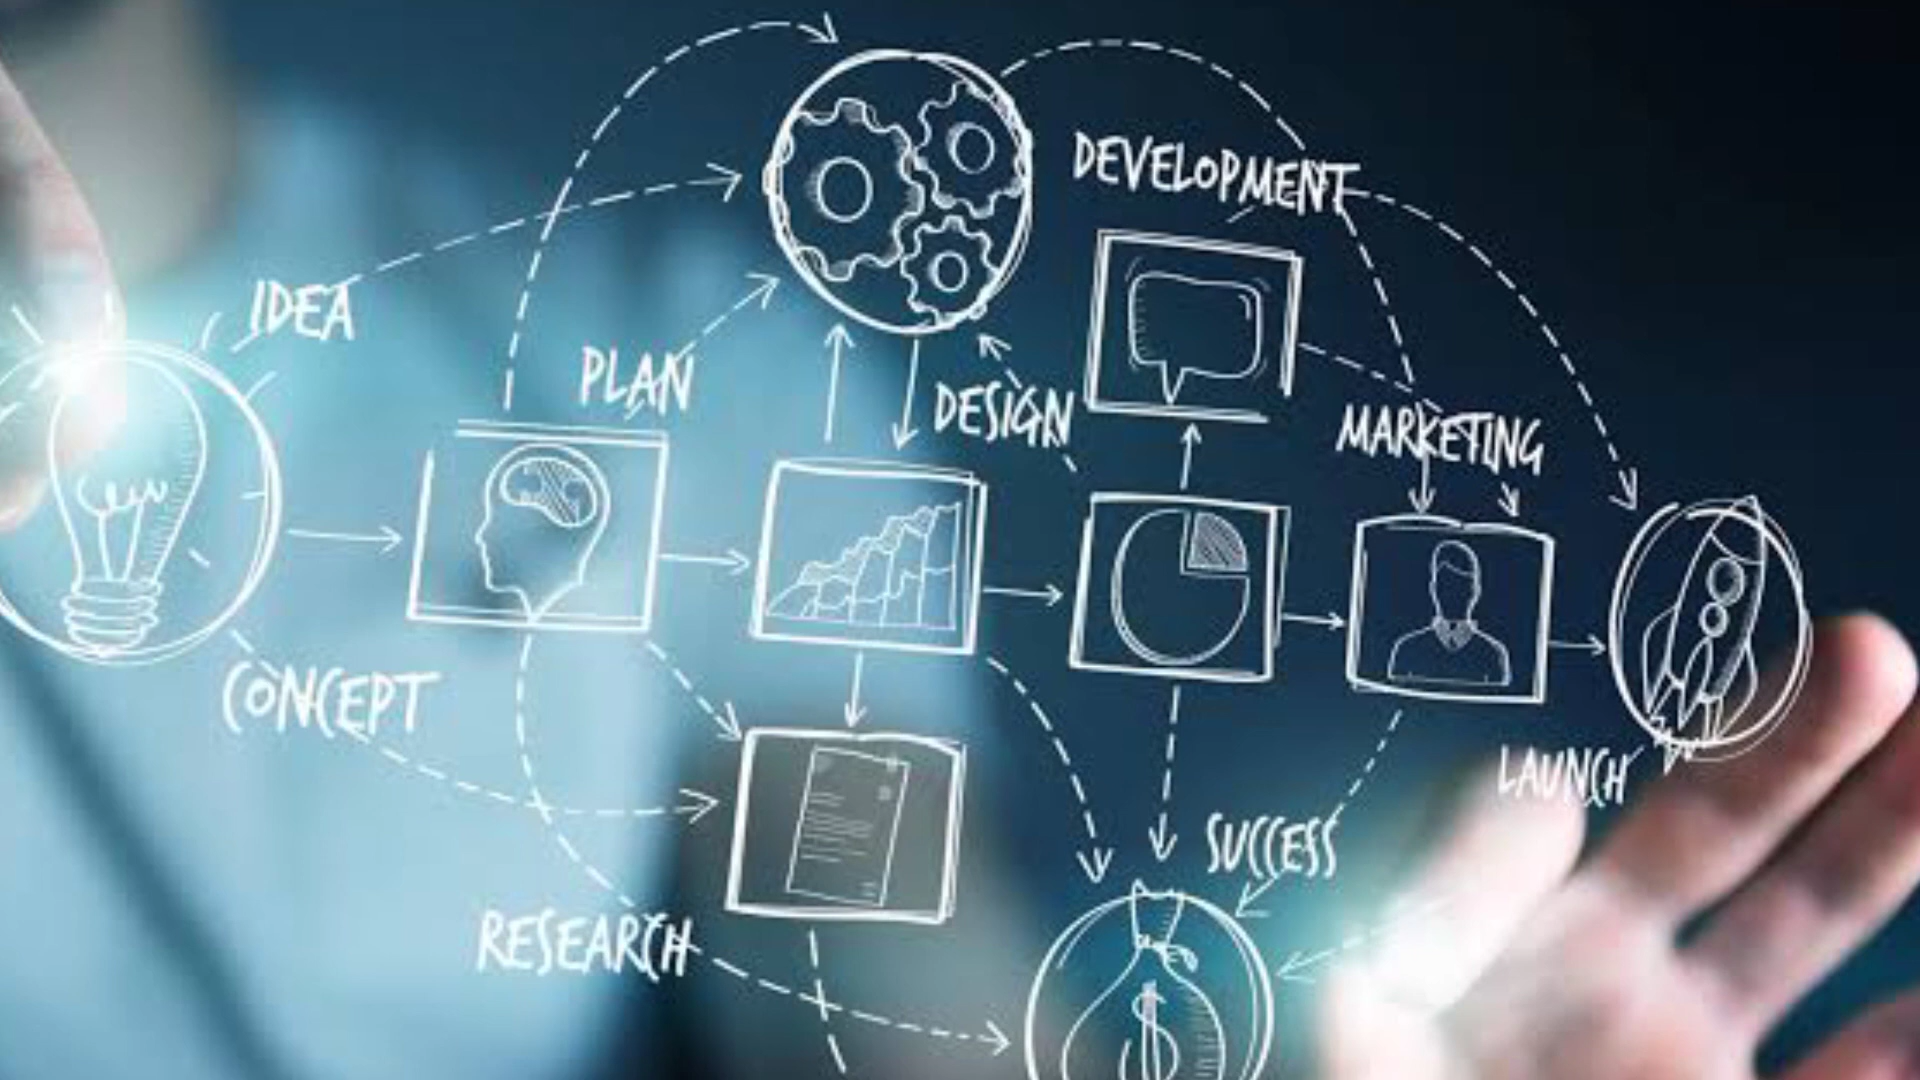 IDEA
PLAN
DESIGN
DEVELOPMENT
MARKETING
CONCEPT
RESEARCH
SUCCESS
LAUNCH
$